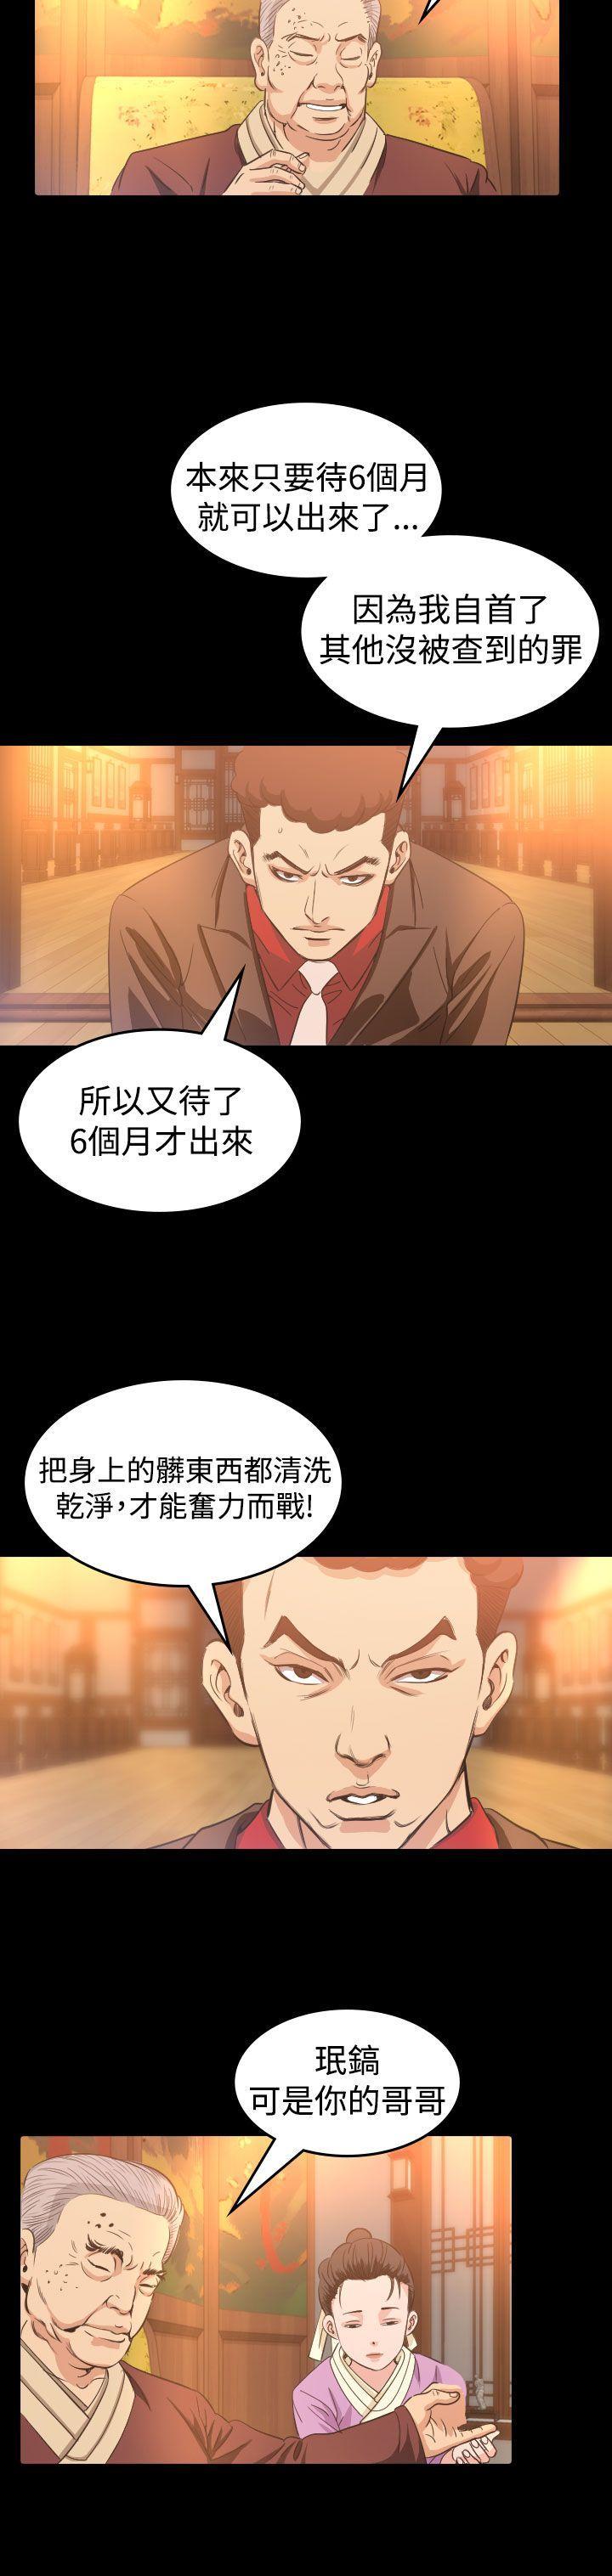 本來只要待6個月
就可以出來了...
因為我自首了
其他沒被查到的罪
所以又待了
6個月才出來
把身上的髒東西都清洗
乾淨,才能奮力而戰!
珉鎬
可是你的哥哥